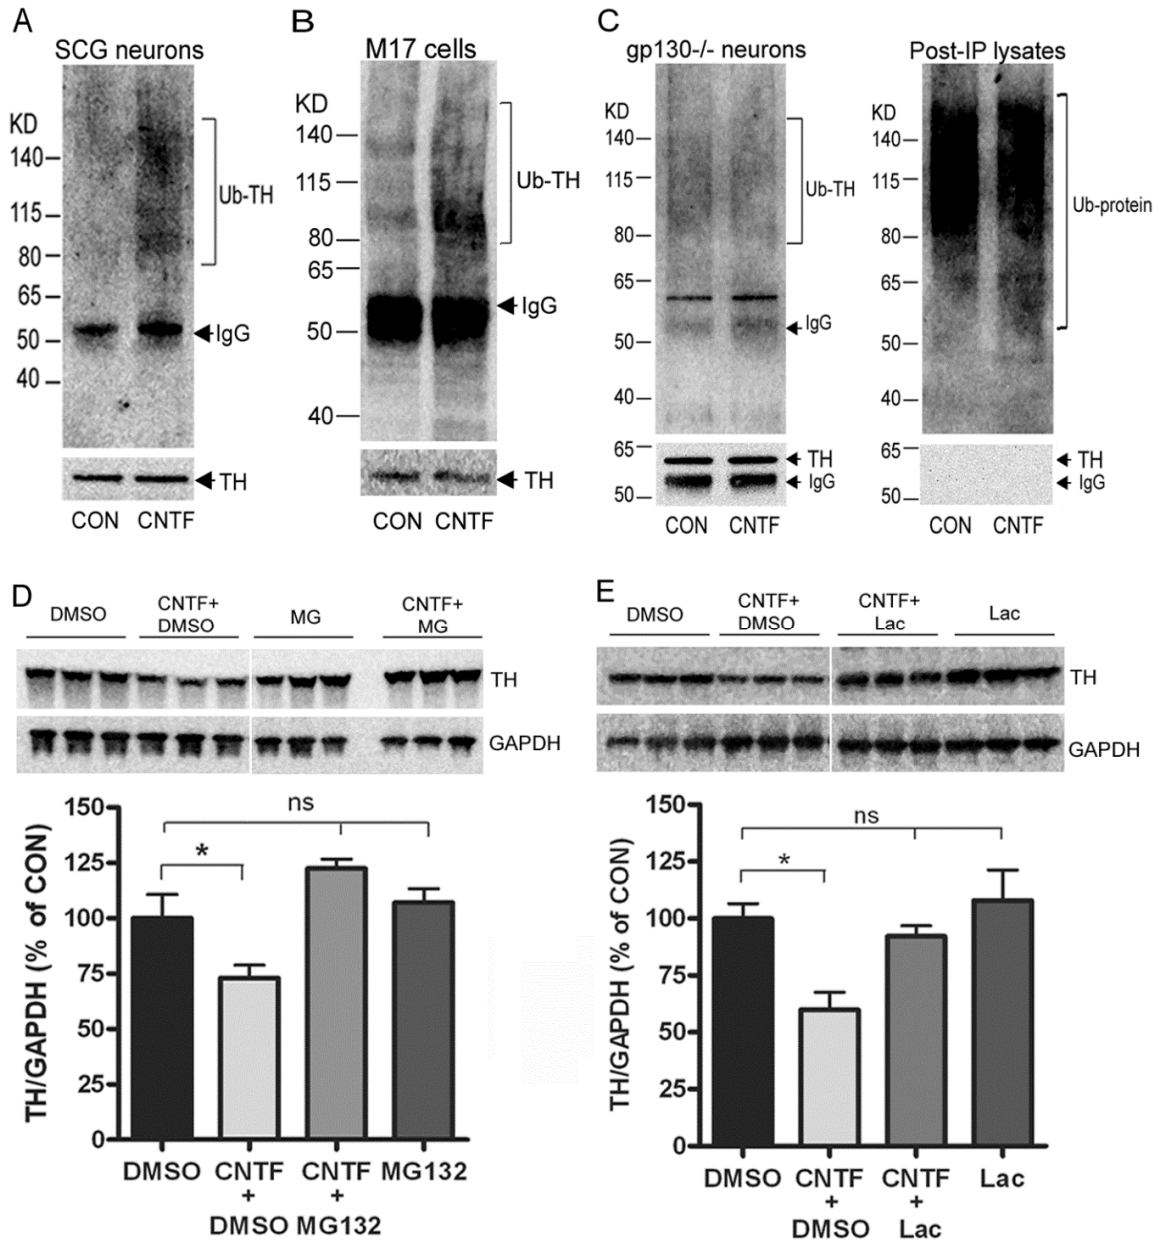 A
SCG neurons
KD
140
115
80
65
50
40
Ub-TH
IgG
TH
CON CNTF
B
M17 cells
KD
140
115
80
65
50
40
Ub-TH
IgG
TH
CON CNTF
C
gp130-/- neurons
KD
140
115
80
65
50
40
Ub-TH
IgG
65
50
TH
IgG
CON CNTF
Post-IP lysates
KD
140
115
80
65
50
40
Ub-protein
65
50
TH
IgG
CON CNTF
D
DMSO
CNTF+
DMSO
MG
CNTF+
MG
TH
GAPDH
TH/GAPDH (% of CON)
150
125
100
75
50
25
0
ns
*
DMSO
CNTF
+
DMSO
CNTF
+
MG132
MG132
E
DMSO
CNTF+
DMSO
CNTF+
Lac
Lac
TH
GAPDH
TH/GAPDH (% of CON)
150
125
100
75
50
25
0
ns
*
DMSO
CNTF
+
DMSO
CNTF
+
Lac
Lac